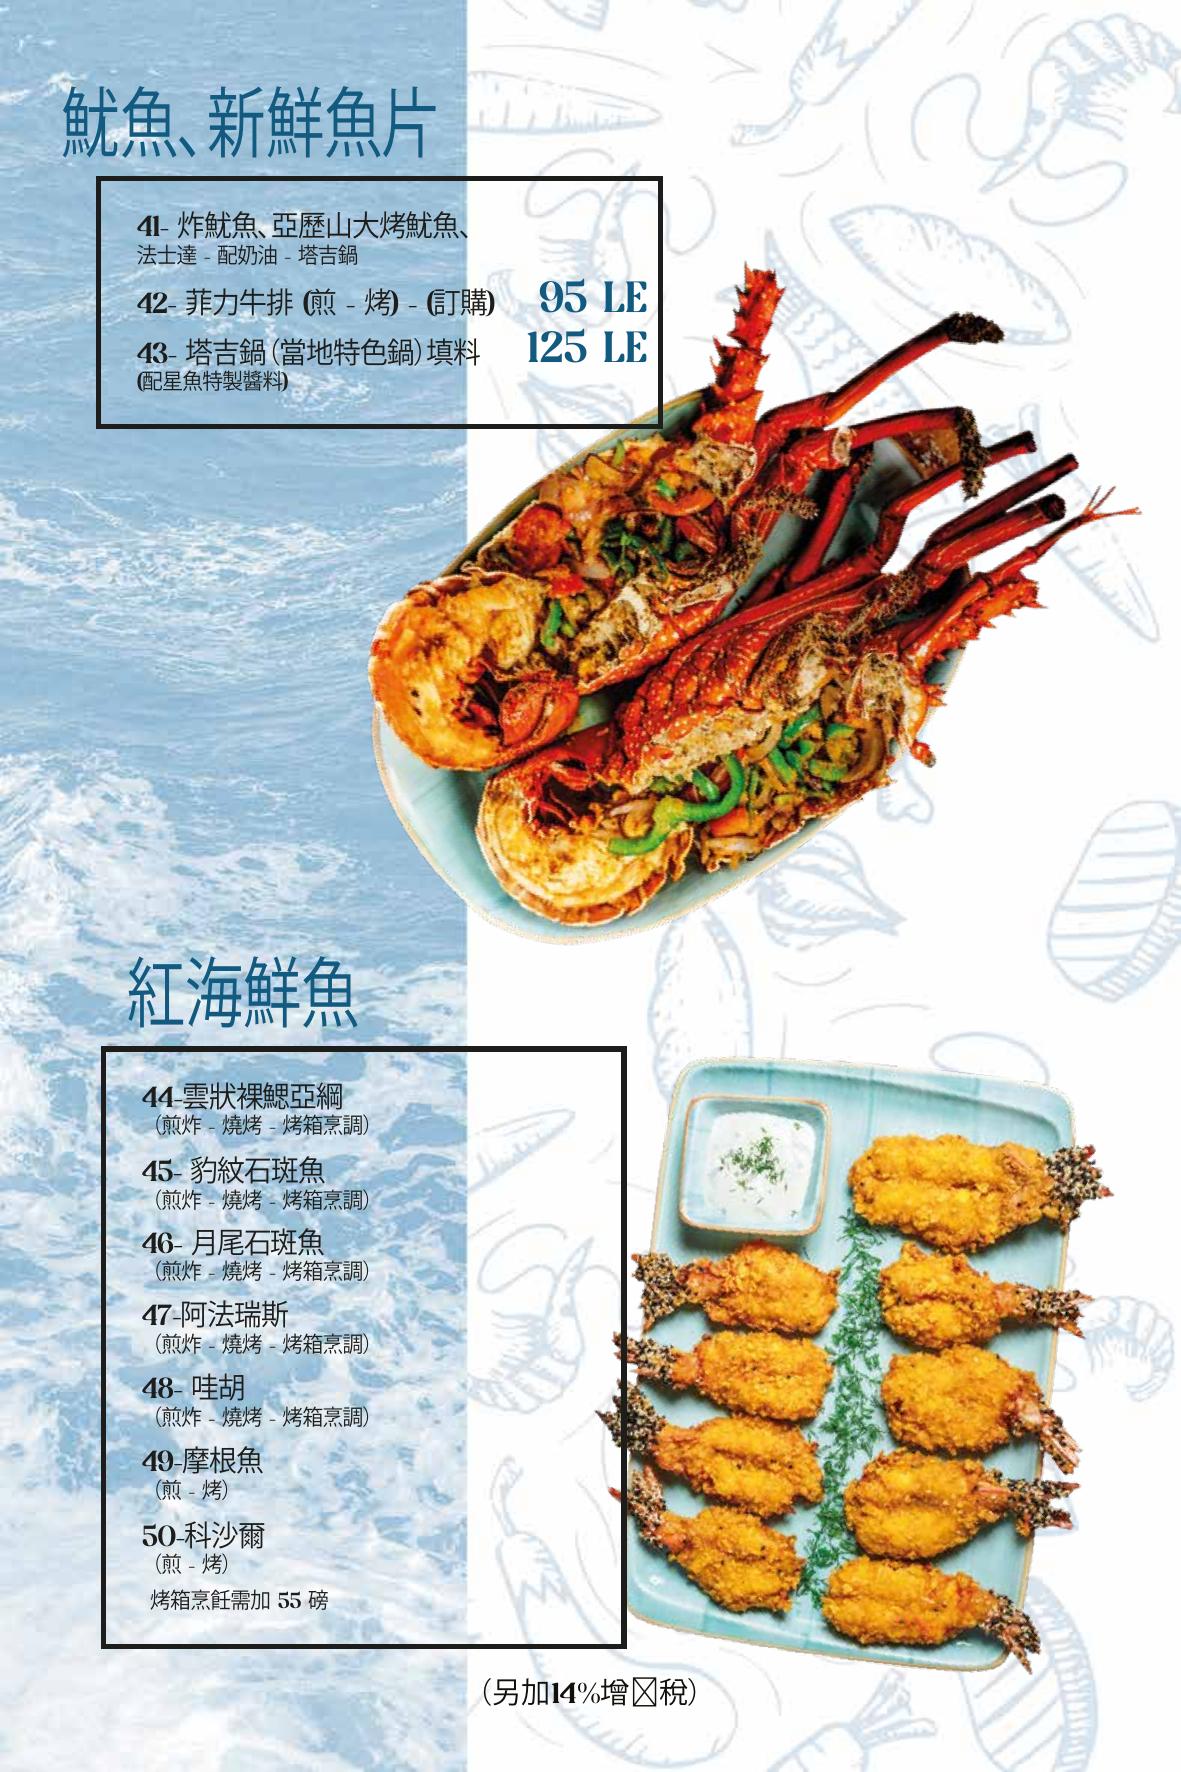 魷魚、新鮮魚片
41- 炸魷魚、亞歷山大烤魷魚、
法士達 - 配奶油 - 塔吉鍋
42- 菲力牛排 (煎 - 烤) - (訂購) 95 LE
43- 塔吉鍋(當地特色鍋)填料 125 LE
(配星魚特製醬料)
紅海鮮魚
44-雲狀裸鰓亞綱
(煎炸 - 燒烤 - 烤箱烹調)
45- 豹紋石斑魚
(煎炸 - 燒烤 - 烤箱烹調)
46- 月尾石斑魚
(煎炸 - 燒烤 - 烤箱烹調)
47-阿法瑞斯
(煎炸 - 燒烤 - 烤箱烹調)
48- 哇胡
(煎炸 - 燒烤 - 烤箱烹調)
49-摩根魚
(煎 - 烤)
50-科沙爾
(煎 - 烤)
烤箱烹飪需加 55 磅
(另加14%增☒稅)